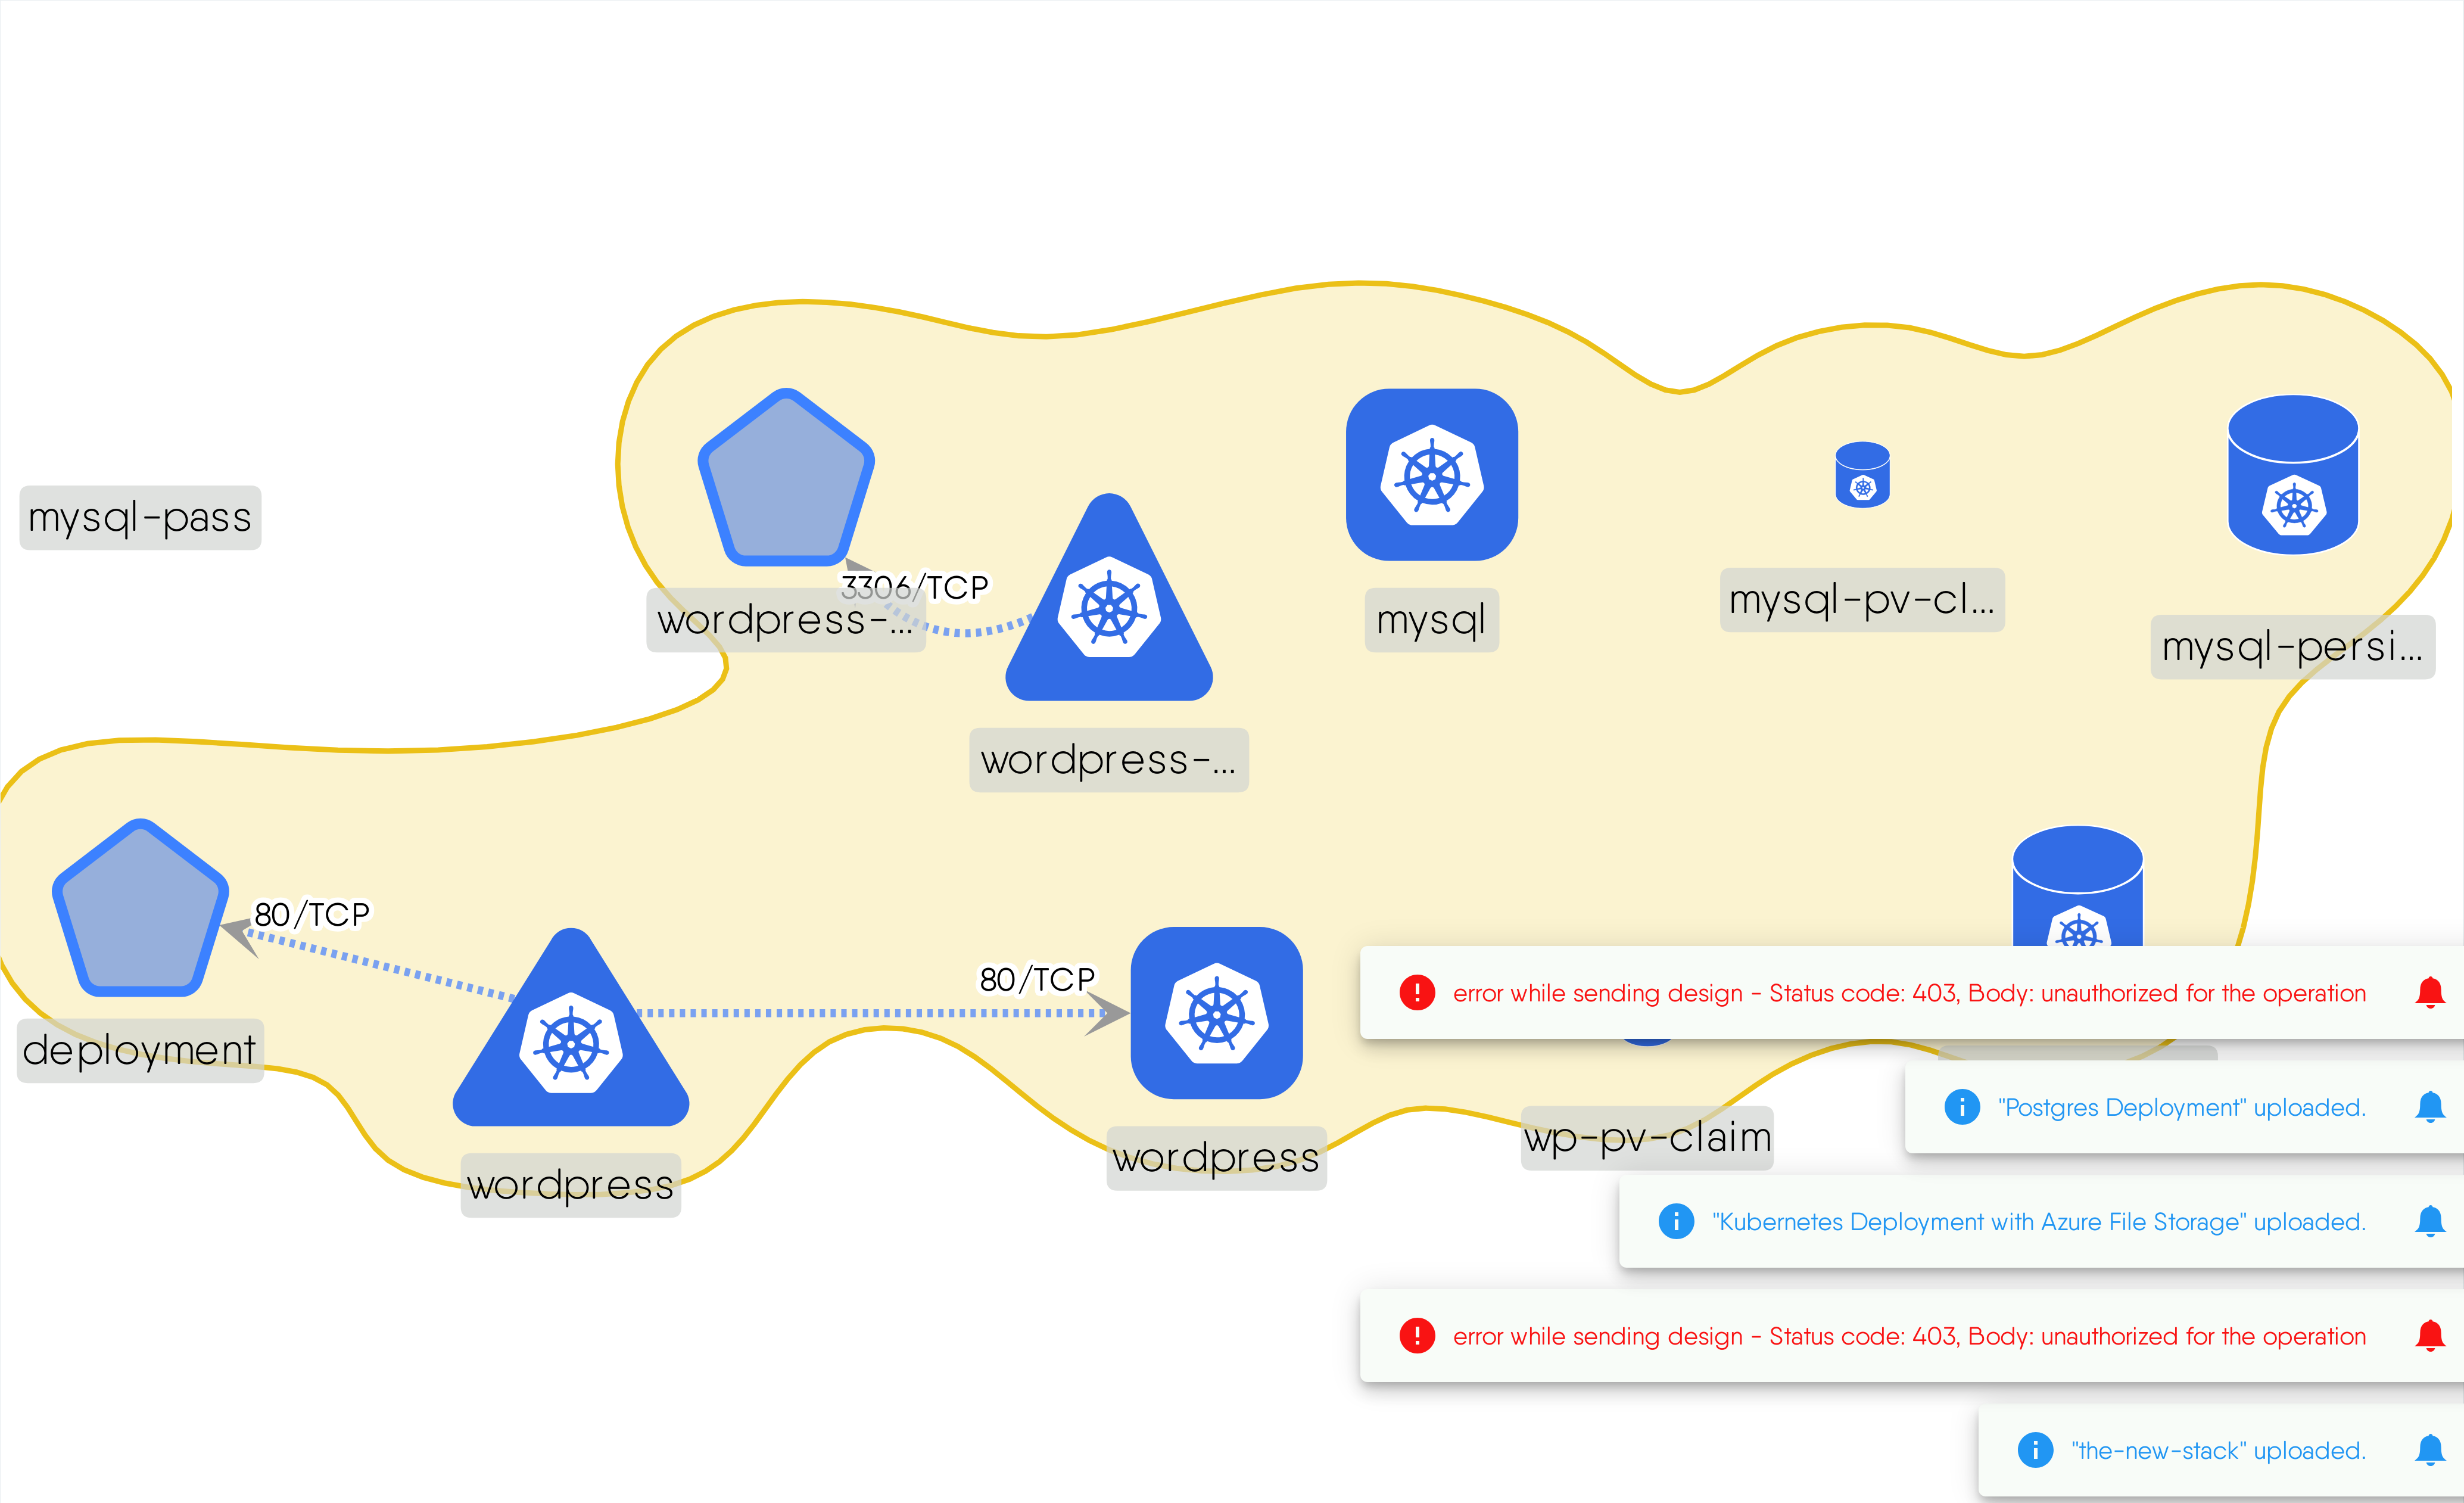 mysql-pass
3306/TCP
wordpress-...
wordpress-...
mysql
mysql-pv-cl...
mysql-persi...
80/TCP
deployment
wordpress
80/TCP
wordpress
wp-pv-claim
error while sending design - Status code: 403, Body: unauthorized for the operation
"Postgres Deployment" uploaded.
"Kubernetes Deployment with Azure File Storage" uploaded.
error while sending design - Status code: 403, Body: unauthorized for the operation
"the-new-stack" uploaded.